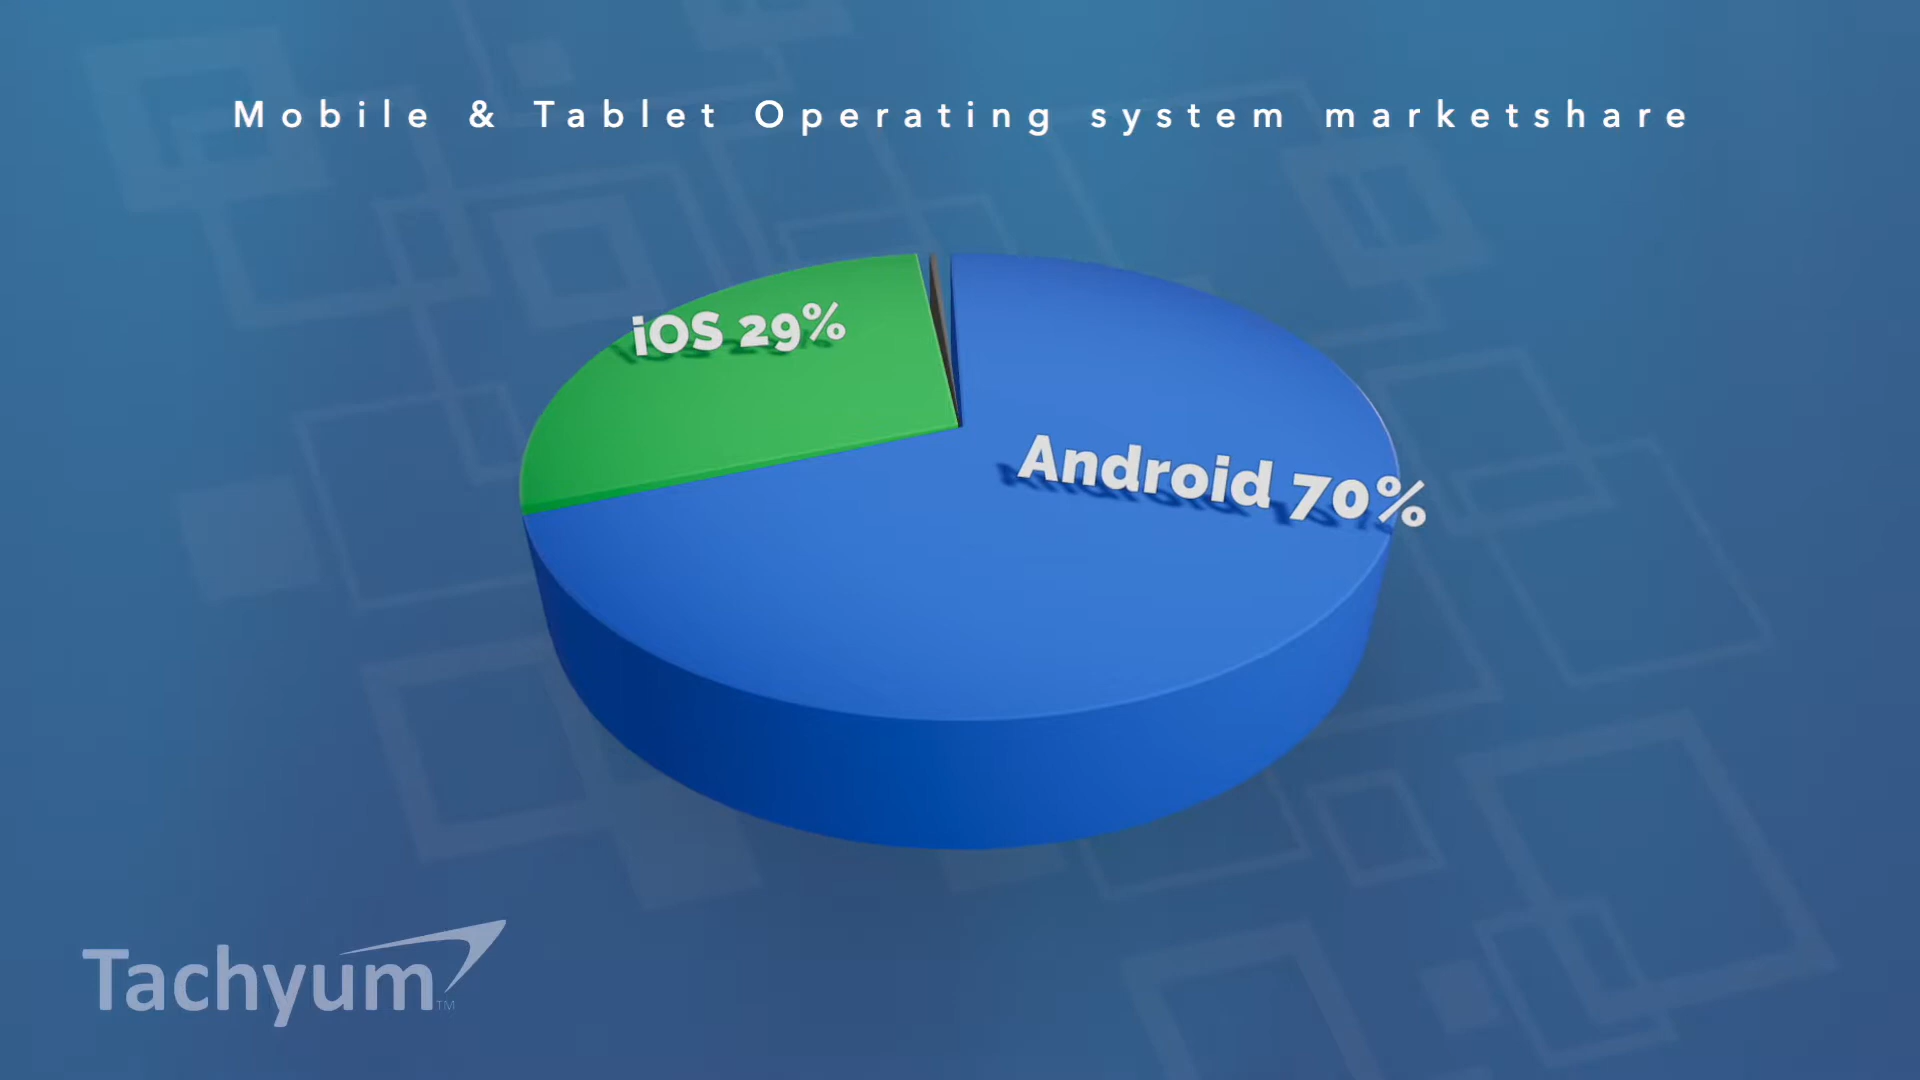 Mobile & Tablet Operating system marketshare
iOS 29%
Android 70%
Tachyum™